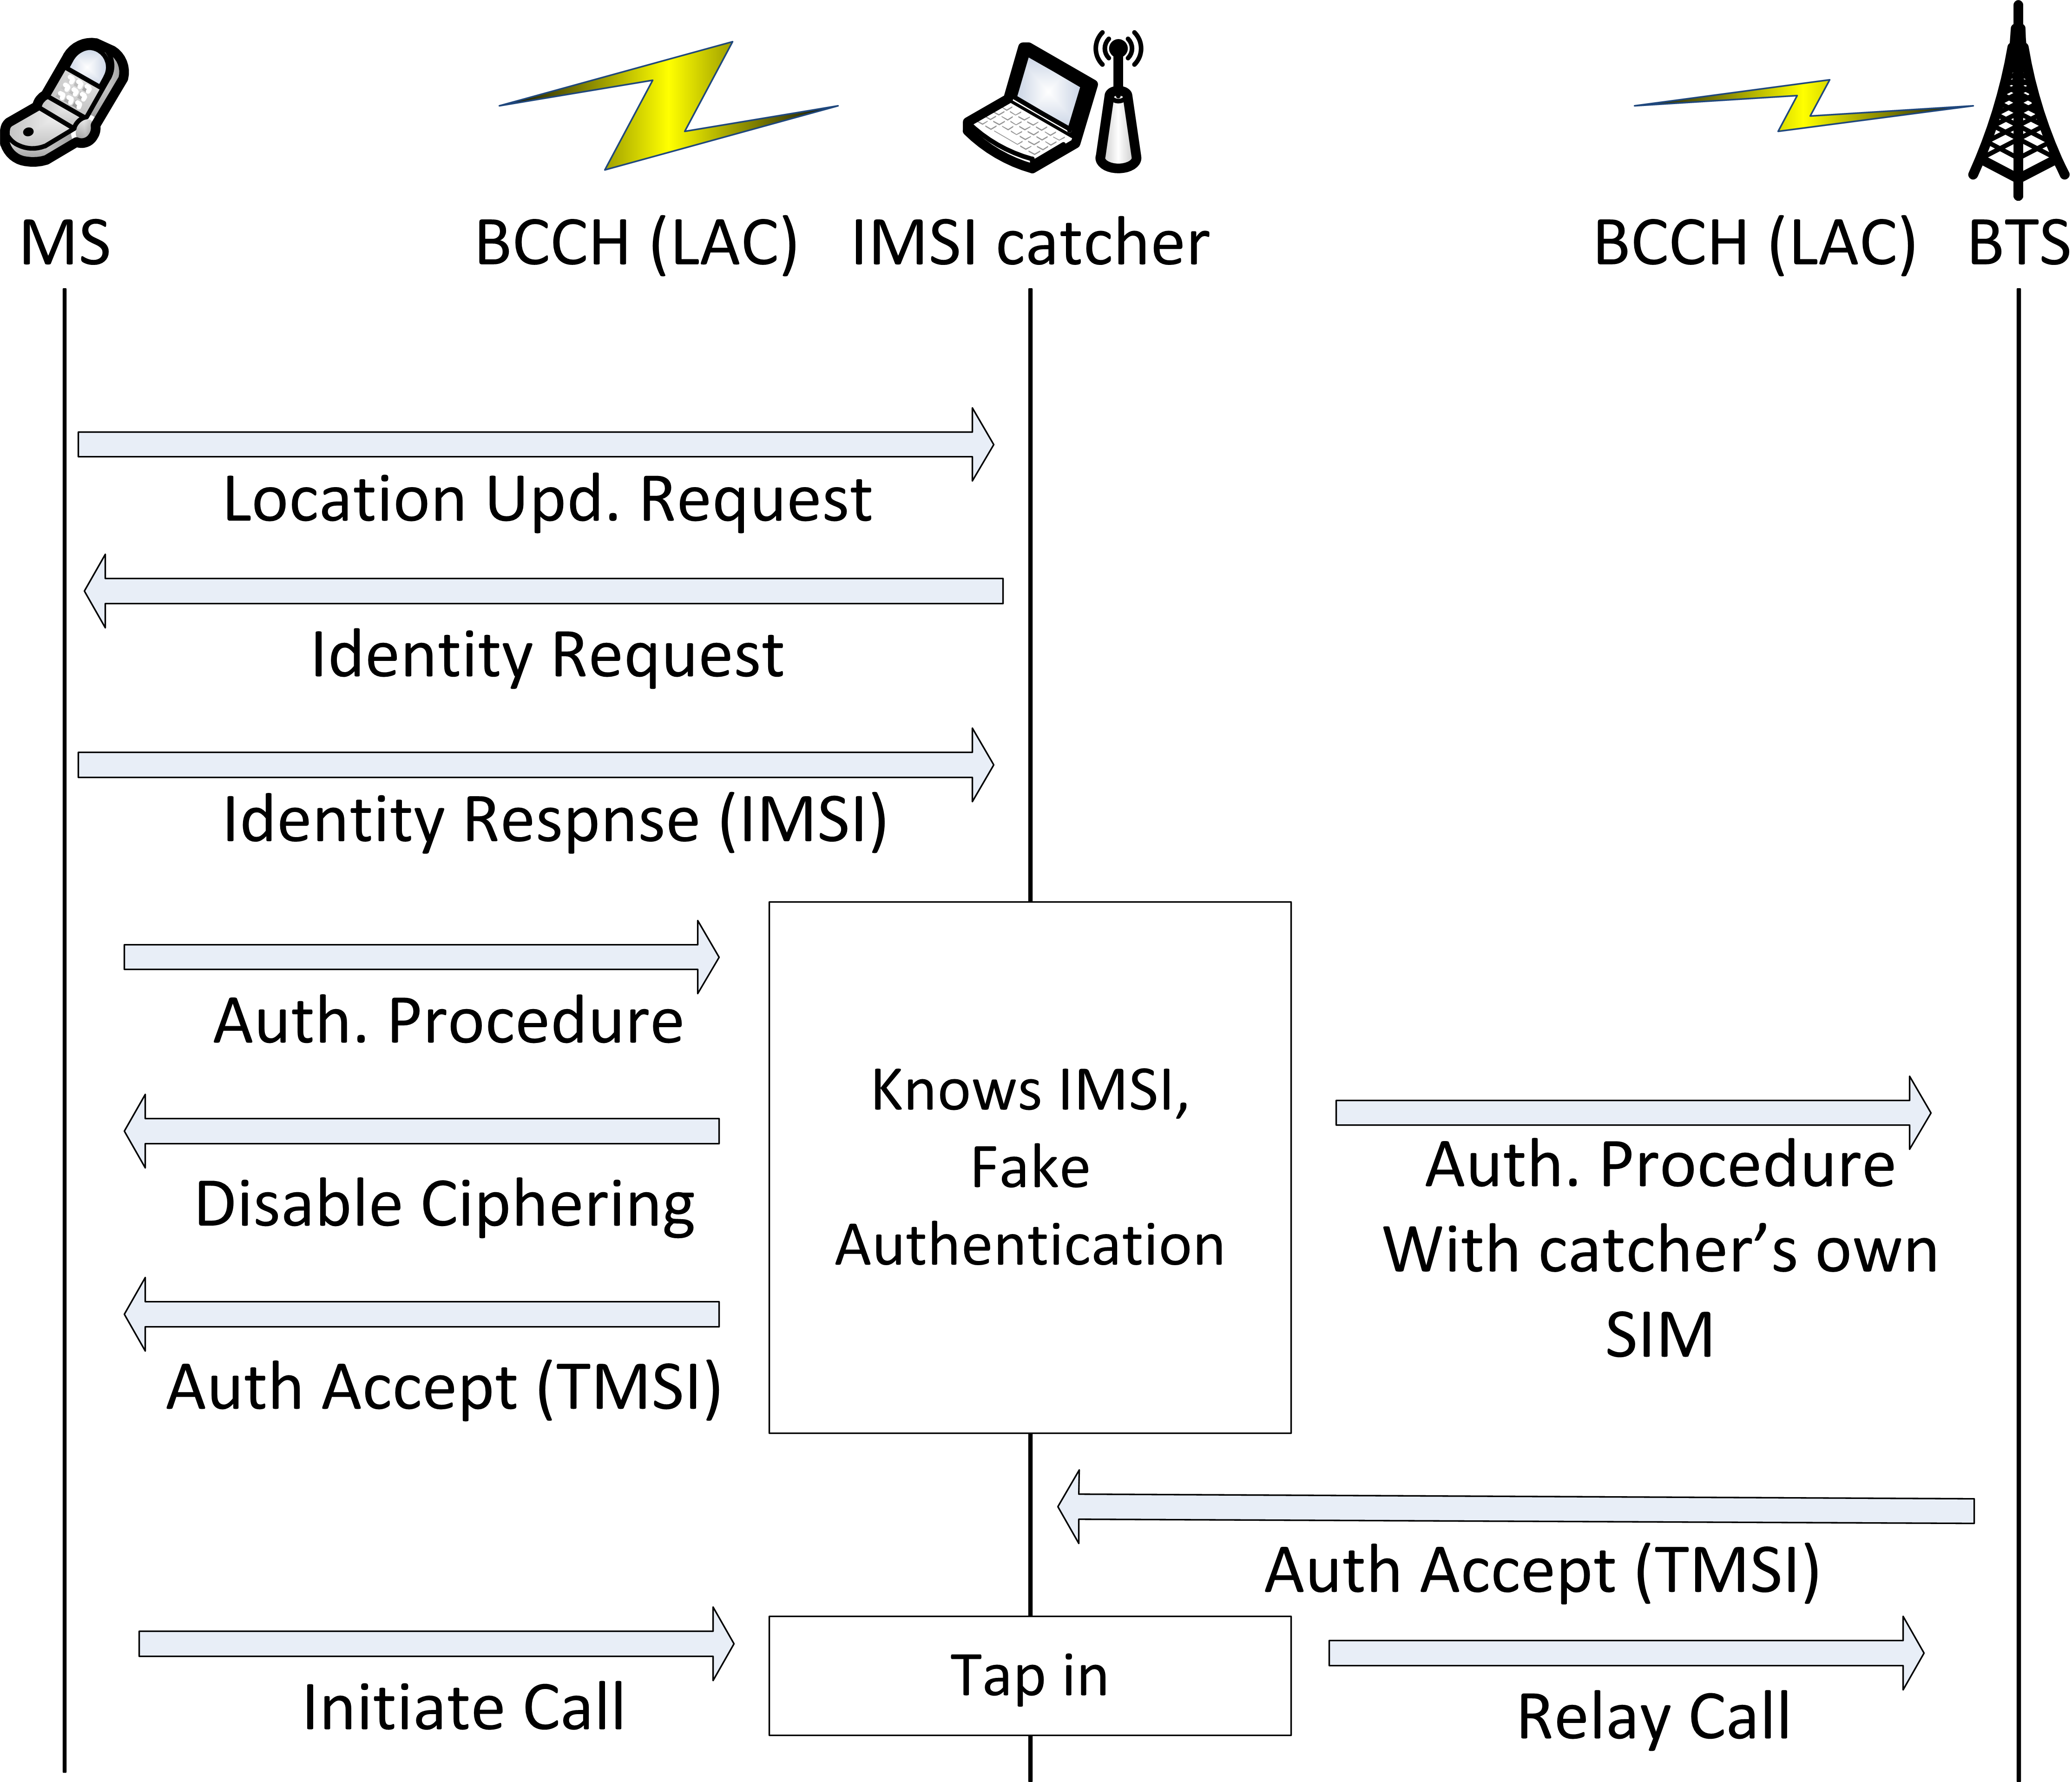 MS
BCCH (LAC)
IMSI catcher
BCCH (LAC)
BTS
Location Upd. Request
Identity Request
Identity Respnse (IMSI)
Auth. Procedure
Disable Ciphering
Auth Accept (TMSI)
Knows IMSI,
Fake
Authentication
Auth. Procedure
With catcher’s own
SIM
Auth Accept (TMSI)
Initiate Call
Tap in
Relay Call